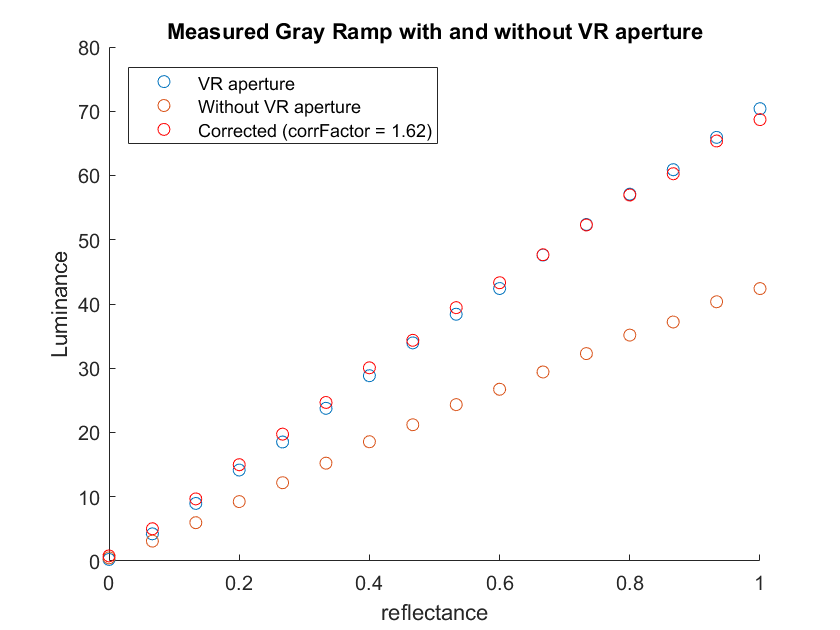 Measured Gray Ramp with and without VR aperture
80
70
60
50
40
30
20
10
0
Luminance
VR aperture
Without VR aperture
Corrected (corrFactor = 1.62)
0 0.2 0.4 0.6 0.8 1
reflectance